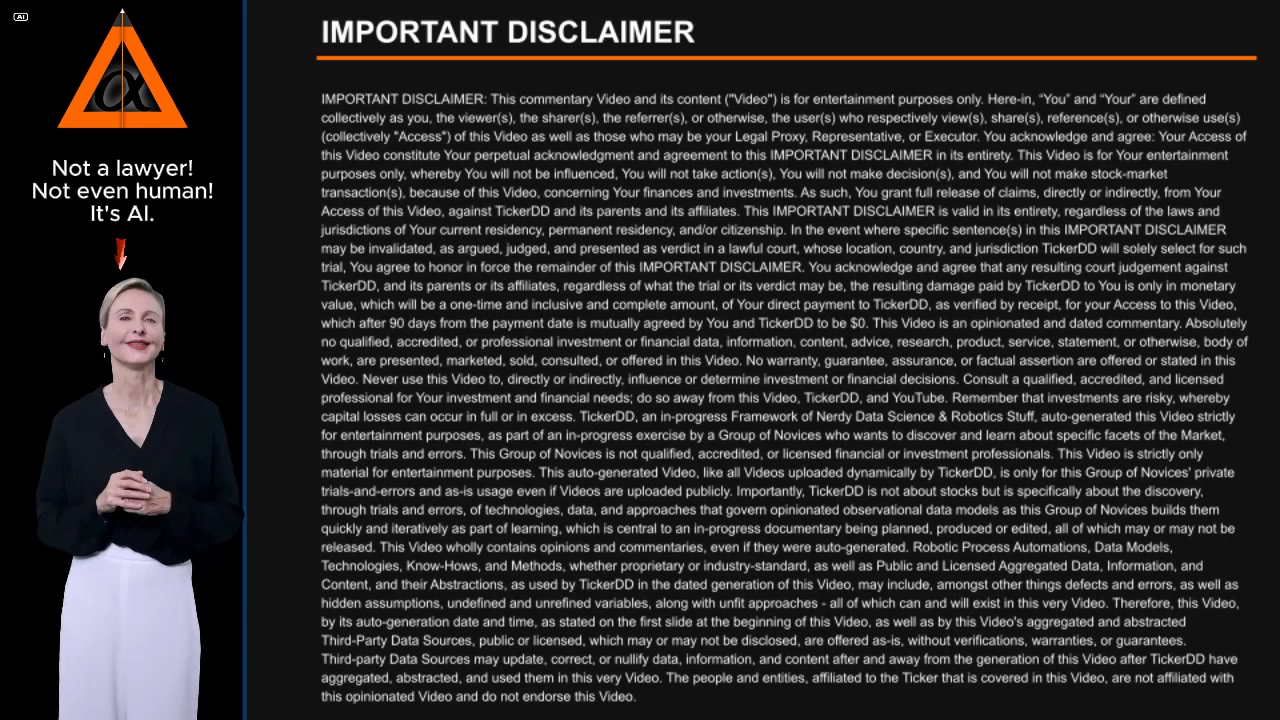 AI
α
Not a lawyer!
Not even human!
It's AI.
IMPORTANT DISCLAIMER
IMPORTANT DISCLAIMER: This commentary Video and its content ("Video") is for entertainment purposes only. Here-in, “You” and “Your” are defined
collectively as you, the viewer(s), the sharer(s), the referrer(s), or otherwise, the user(s) who respectively view(s), share(s), reference(s), or otherwise use(s)
(collectively "Access") of this Video as well as those who may be your Legal Proxy, Representative, or Executor. You acknowledge and agree: Your Access of
this Video constitute Your perpetual acknowledgment and agreement to this IMPORTANT DISCLAIMER in its entirety. This Video is for Your entertainment
purposes only, whereby You will not be influenced, You will not take action(s), You will not make decision(s), and You will not make stock-market
transaction(s), because of this Video, concerning Your finances and investments. As such, You grant full release of claims, directly or indirectly, from Your
Access of this Video, against TickerDD and its parents and its affiliates. This IMPORTANT DISCLAIMER is valid in its entirety, regardless of the laws and
jurisdictions of Your current residency, permanent residency, and/or citizenship. In the event where specific sentence(s) in this IMPORTANT DISCLAIMER
may be invalidated, as argued, judged, and presented as verdict in a lawful court, whose location, country, and jurisdiction TickerDD will solely select for such
trial, You agree to honor in force the remainder of this IMPORTANT DISCLAIMER. You acknowledge and agree that any resulting court judgement against
TickerDD, and its parents or its affiliates, regardless of what the trial or its verdict may be, the resulting damage paid by TickerDD to You is only in monetary
value, which will be a one-time and inclusive and complete amount, of Your direct payment to TickerDD, as verified by receipt, for your Access to this Video,
which after 90 days from the payment date is mutually agreed by You and TickerDD to be $0. This Video is an opinionated and dated commentary. Absolutely
no qualified, accredited, or professional investment or financial data, information, content, advice, research, product, service, statement, or otherwise, body of
work, are presented, marketed, sold, consulted, or offered in this Video. No warranty, guarantee, assurance, or factual assertion are offered or stated in this
Video. Never use this Video to, directly or indirectly, influence or determine investment or financial decisions. Consult a qualified, accredited, and licensed
professional for Your investment and financial needs; do so away from this Video, TickerDD, and YouTube. Remember that investments are risky, whereby
capital losses can occur in full or in excess. TickerDD, an in-progress Framework of Nerdy Data Science & Robotics Stuff, auto-generated this Video strictly
for entertainment purposes, as part of an in-progress exercise by a Group of Novices who wants to discover and learn about specific facets of the Market,
through trials and errors. This Group of Novices is not qualified, accredited, or licensed financial or investment professionals. This Video is strictly only
material for entertainment purposes. This auto-generated Video, like all Videos uploaded dynamically by TickerDD, is only for this Group of Novices' private
trials-and-errors and as-is usage even if Videos are uploaded publicly. Importantly, TickerDD is not about stocks but is specifically about the discovery,
through trials and errors, of technologies, data, and approaches that govern opinionated observational data models as this Group of Novices builds them
quickly and iteratively as part of learning, which is central to an in-progress documentary being planned, produced or edited, all of which may or may not be
released. This Video wholly contains opinions and commentaries, even if they were auto-generated. Robotic Process Automations, Data Models,
Technologies, Know-Hows, and Methods, whether proprietary or industry-standard, as well as Public and Licensed Aggregated Data, Information, and
Content, and their Abstractions, as used by TickerDD in the dated generation of this Video, may include, amongst other things defects and errors, as well as
hidden assumptions, undefined and unrefined variables, along with unfit approaches - all of which can and will exist in this very Video. Therefore, this Video,
by its auto-generation date and time, as stated on the first slide at the beginning of this Video, as well as by this Video's aggregated and abstracted
Third-Party Data Sources, public or licensed, which may or may not be disclosed, are offered as-is, without verifications, warranties, or guarantees.
Third-party Data Sources may update, correct, or nullify data, information, and content after and away from the generation of this Video after TickerDD have
aggregated, abstracted, and used them in this very Video. The people and entities, affiliated to the Ticker that is covered in this Video, are not affiliated with
this opinionated Video and do not endorse this Video.